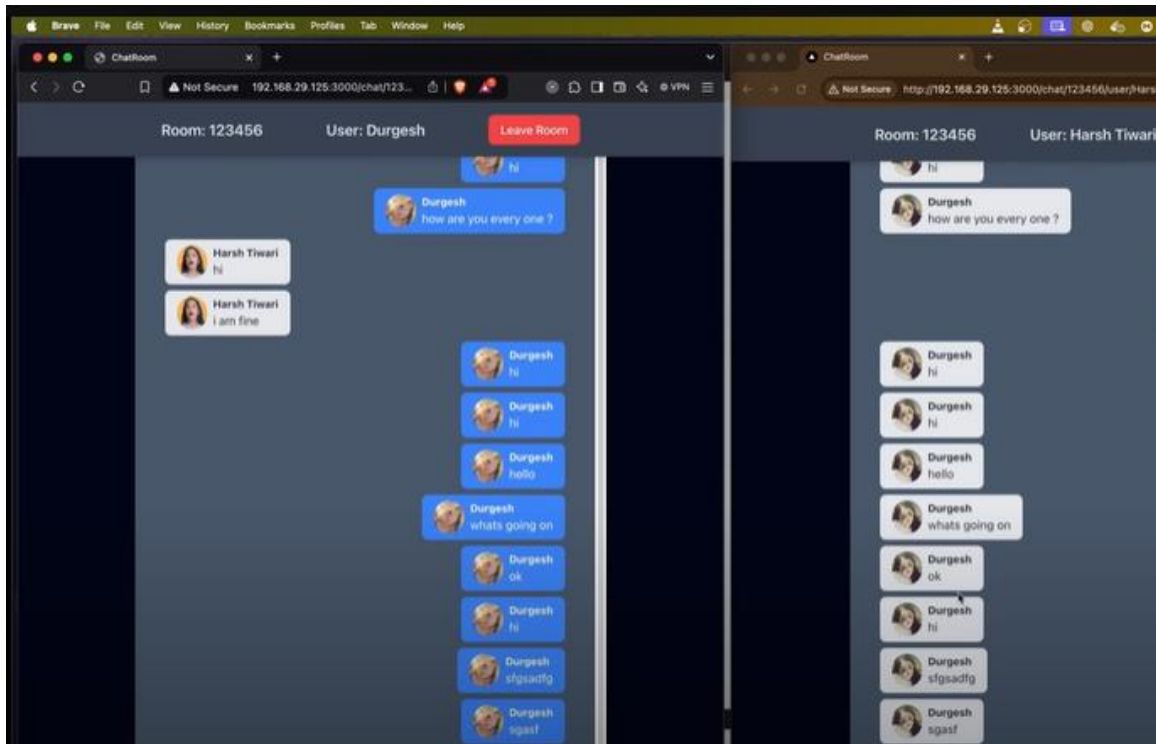 Brave File Edit View History Bookmarks Profiles Tab Window Help
ChatRoom
Not Secure 192.168.29.125:3000/chat/123... VPN
Room: 123456 User: Durgesh Leave Room
hi
Durgesh
how are you every one ?
Harsh Tiwari
hi
Harsh Tiwari
i am fine
Durgesh
hi
Durgesh
hi
Durgesh
hello
Durgesh
whats going on
Durgesh
ok
Durgesh
hi
Durgesh
sfgsadfg
Durgesh
sgasf
ChatRoom
Not Secure http://192.168.29.125:3000/chat/123456/user/Hars
Room: 123456 User: Harsh Tiwari
hi
Durgesh
how are you every one ?
Durgesh
hi
Durgesh
hi
Durgesh
hello
Durgesh
whats going on
Durgesh
ok
Durgesh
hi
Durgesh
sfgsadfg
Durgesh
sgasf